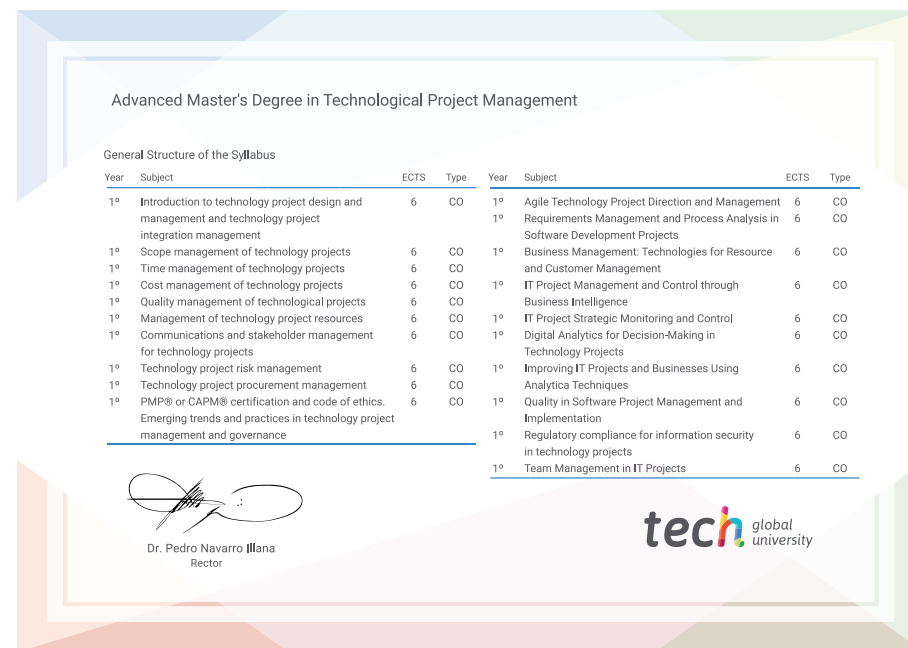 Advanced Master's Degree in Technological Project Management
General Structure of the Syllabus
Year Subject ECTS Type
1º Introduction to technology project design and 6 CO
management and technology project
integration management
1º Scope management of technology projects 6 CO
1º Time management of technology projects 6 CO
1º Cost management of technology projects 6 CO
1º Quality management of technological projects 6 CO
1º Management of technology project resources 6 CO
1º Communications and stakeholder management 6 CO
for technology projects
1º Technology project risk management 6 CO
1º Technology project procurement management 6 CO
1º PMP® or CAPM® certification and code of ethics. 6 CO
Emerging trends and practices in technology project
management and governance
Year Subject ECTS Type
1º Agile Technology Project Direction and Management 6 CO
1º Requirements Management and Process Analysis in 6 CO
Software Development Projects
1º Business Management: Technologies for Resource 6 CO
and Customer Management
1º IT Project Management and Control through 6 CO
Business Intelligence
1º IT Project Strategic Monitoring and Control 6 CO
1º Digital Analytics for Decision-Making in 6 CO
Technology Projects
1º Improving IT Projects and Businesses Using 6 CO
Analytica Techniques
1º Quality in Software Project Management and 6 CO
Implementation
1º Regulatory compliance for information security 6 CO
in technology projects
1º Team Management in IT Projects 6 CO
Dr. Pedro Navarro Illana
Rector
tech global
university